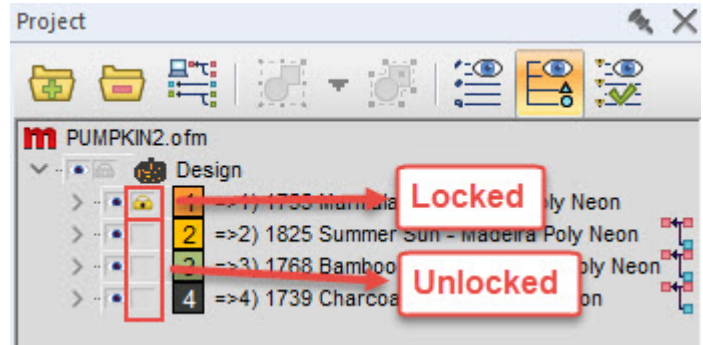 Project
m PUMPKIN2.ofm
Design
1 =>1) 1755 Locked ly Neon
2 =>2) 1825 Summer Sun - Madeira Poly Neon
3 =>3) 1768 Bamboo oly Neon
Unlocked
4 =>4) 1739 Charcoa on